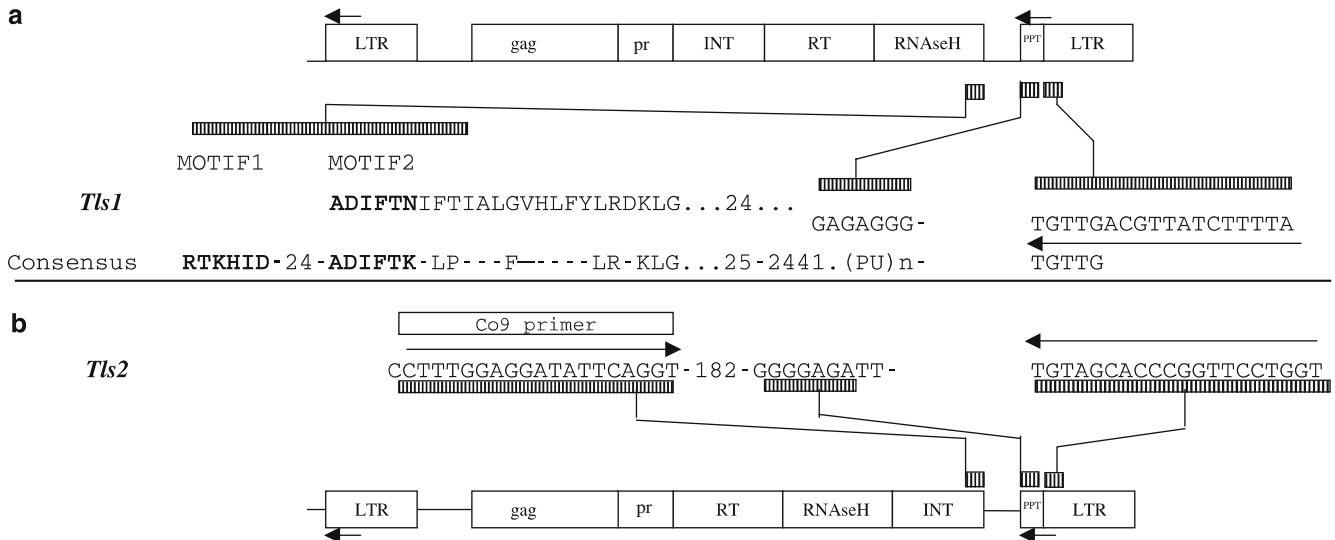 a
LTR gag pr INT RT RNAseH PPT LTR
MOTIF1 MOTIF2
Tls1 ADIFTNIFTIALGVHLFYLRDKLG...24...
GAGAGGG- TGTTGACGTTATCTTTTA
Consensus RTKHID-24-ADIFTK-LP---F-----LR-KLG...25-2441.(PU)n- TGTTG
b
Co9 primer
Tls2 CCTTTGGAGGATATTCAGGT-182-GGGGAGATT- TGTAGCACCCGGTTCCTGGT
LTR gag pr RT RNAseH INT PPT LTR